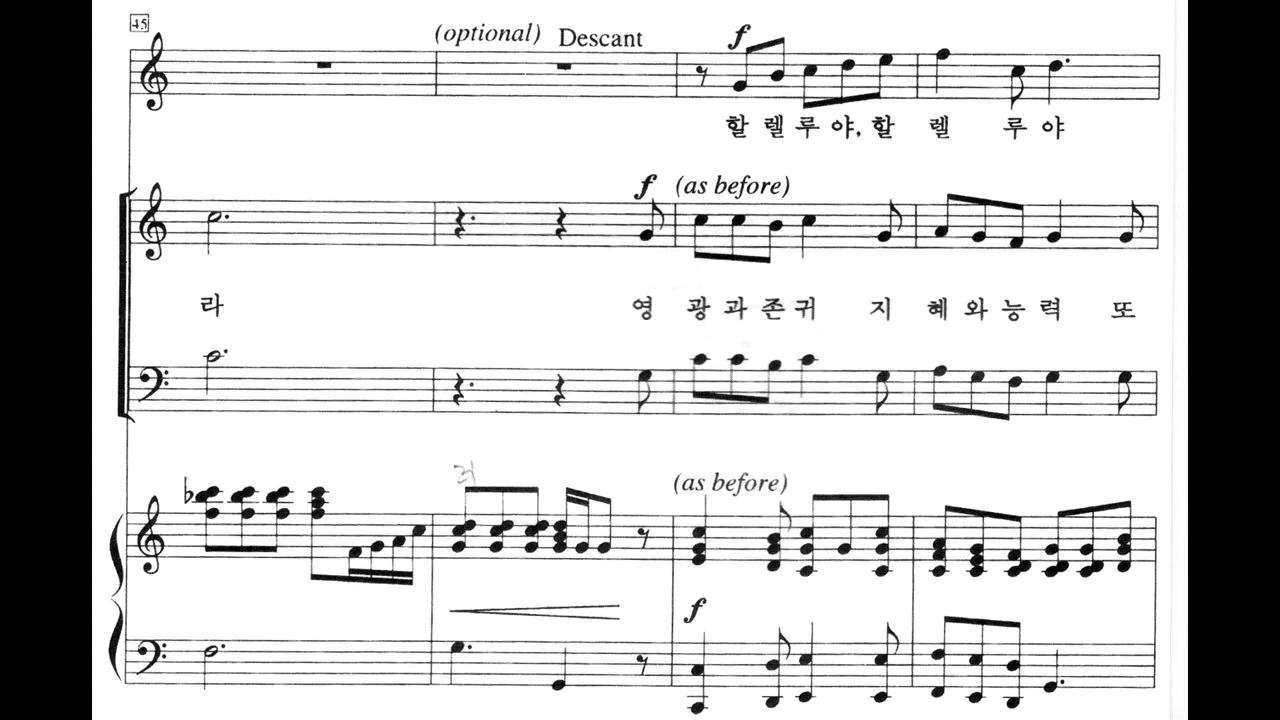 45
(optional) Descant
f
할 렐 루 야, 할 렐 루 야
f (as before)
라 영 광 과 존 귀 지 혜 와 능 력 또
(as before)
f